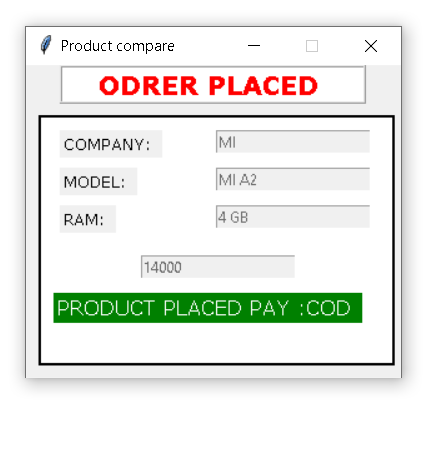 Product compare
ODRER PLACED
COMPANY: MI
MODEL: MI A2
RAM: 4 GB
14000
PRODUCT PLACED PAY :COD